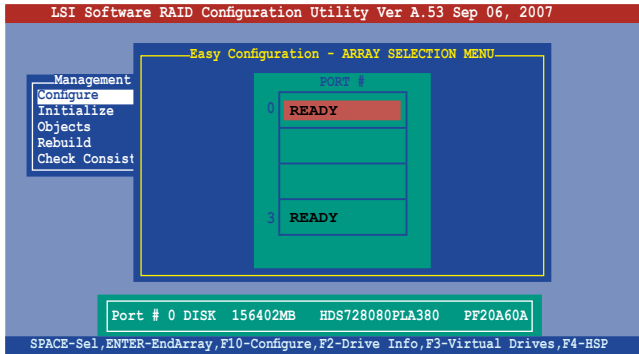 LSI Software RAID Configuration Utility Ver A.53 Sep 06, 2007
Easy Configuration - ARRAY SELECTION MENU
Management
Configure
Initialize
Objects
Rebuild
Check Consist
PORT #
0 READY
3 READY
Port # 0 DISK 156402MB HDS728080PLA380 PF20A60A
SPACE-Sel,ENTER-EndArray,F10-Configure,F2-Drive Info,F3-Virtual Drives,F4-HSP